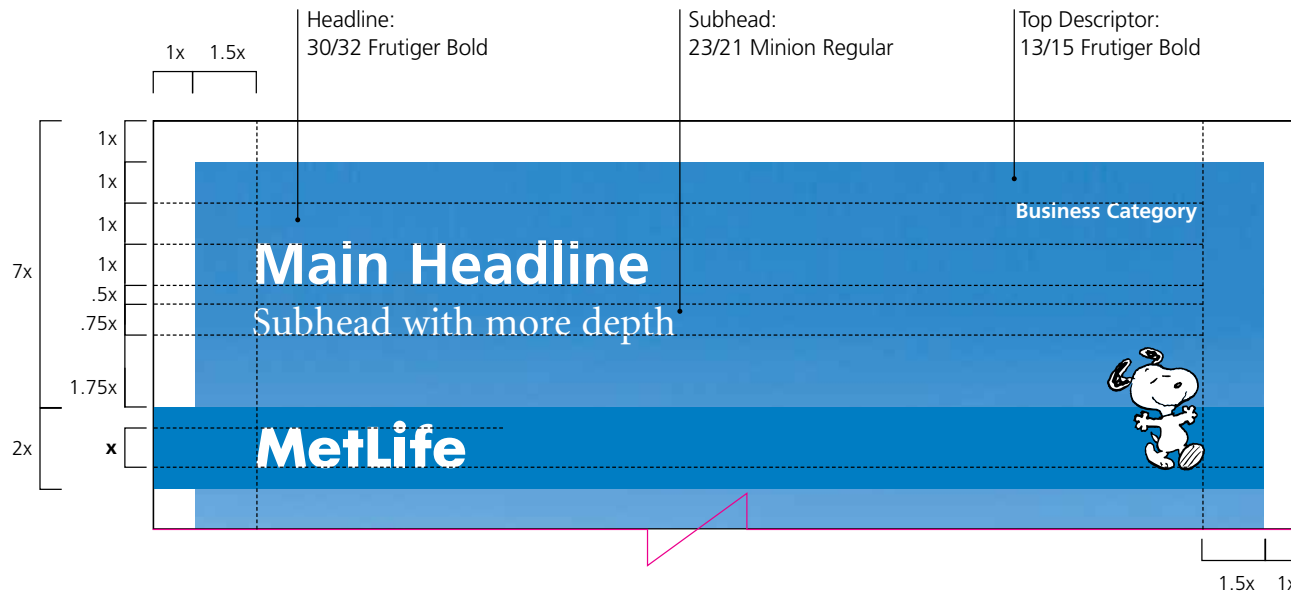 Headline:
30/32 Frutiger Bold
Subhead:
23/21 Minion Regular
Top Descriptor:
13/15 Frutiger Bold
1x 1.5x
1x
1x
1x
1x
.5x
.75x
1.75x
7x
2x
x
Business Category
Main Headline
Subhead with more depth
MetLife
1.5x 1x